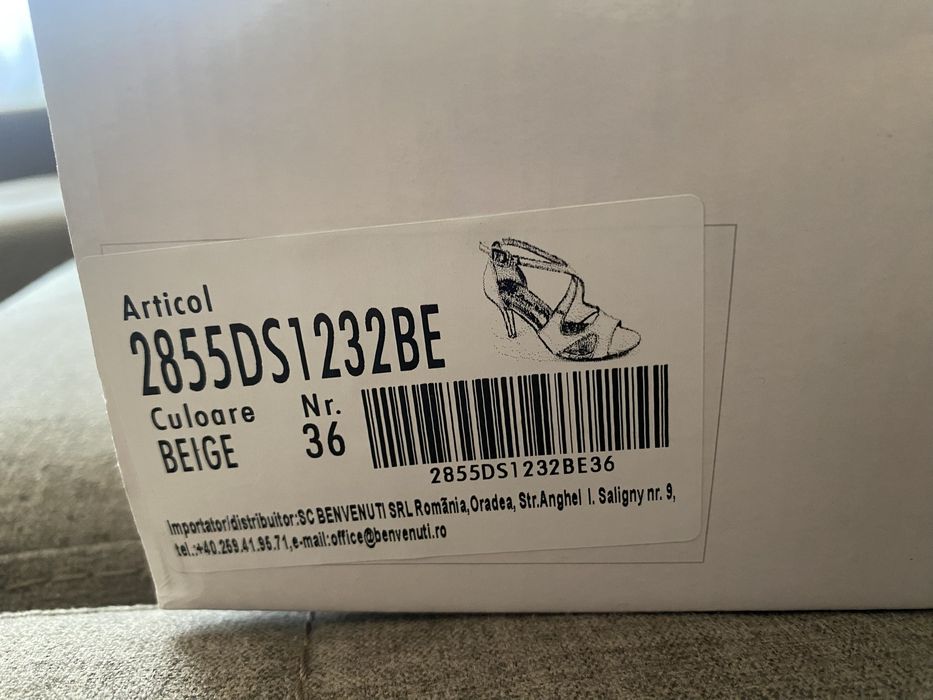 Articol
2855DS1232BE
Culoare Nr.
BEIGE 36
2855DS1232BE36
Importator/distribuitor:SC BENVENUTI SRL România,Oradea, Str.Anghel I. Saligny nr. 9,
tel.:+40.259.41.95.71,e-mail:office@benvenuti.ro